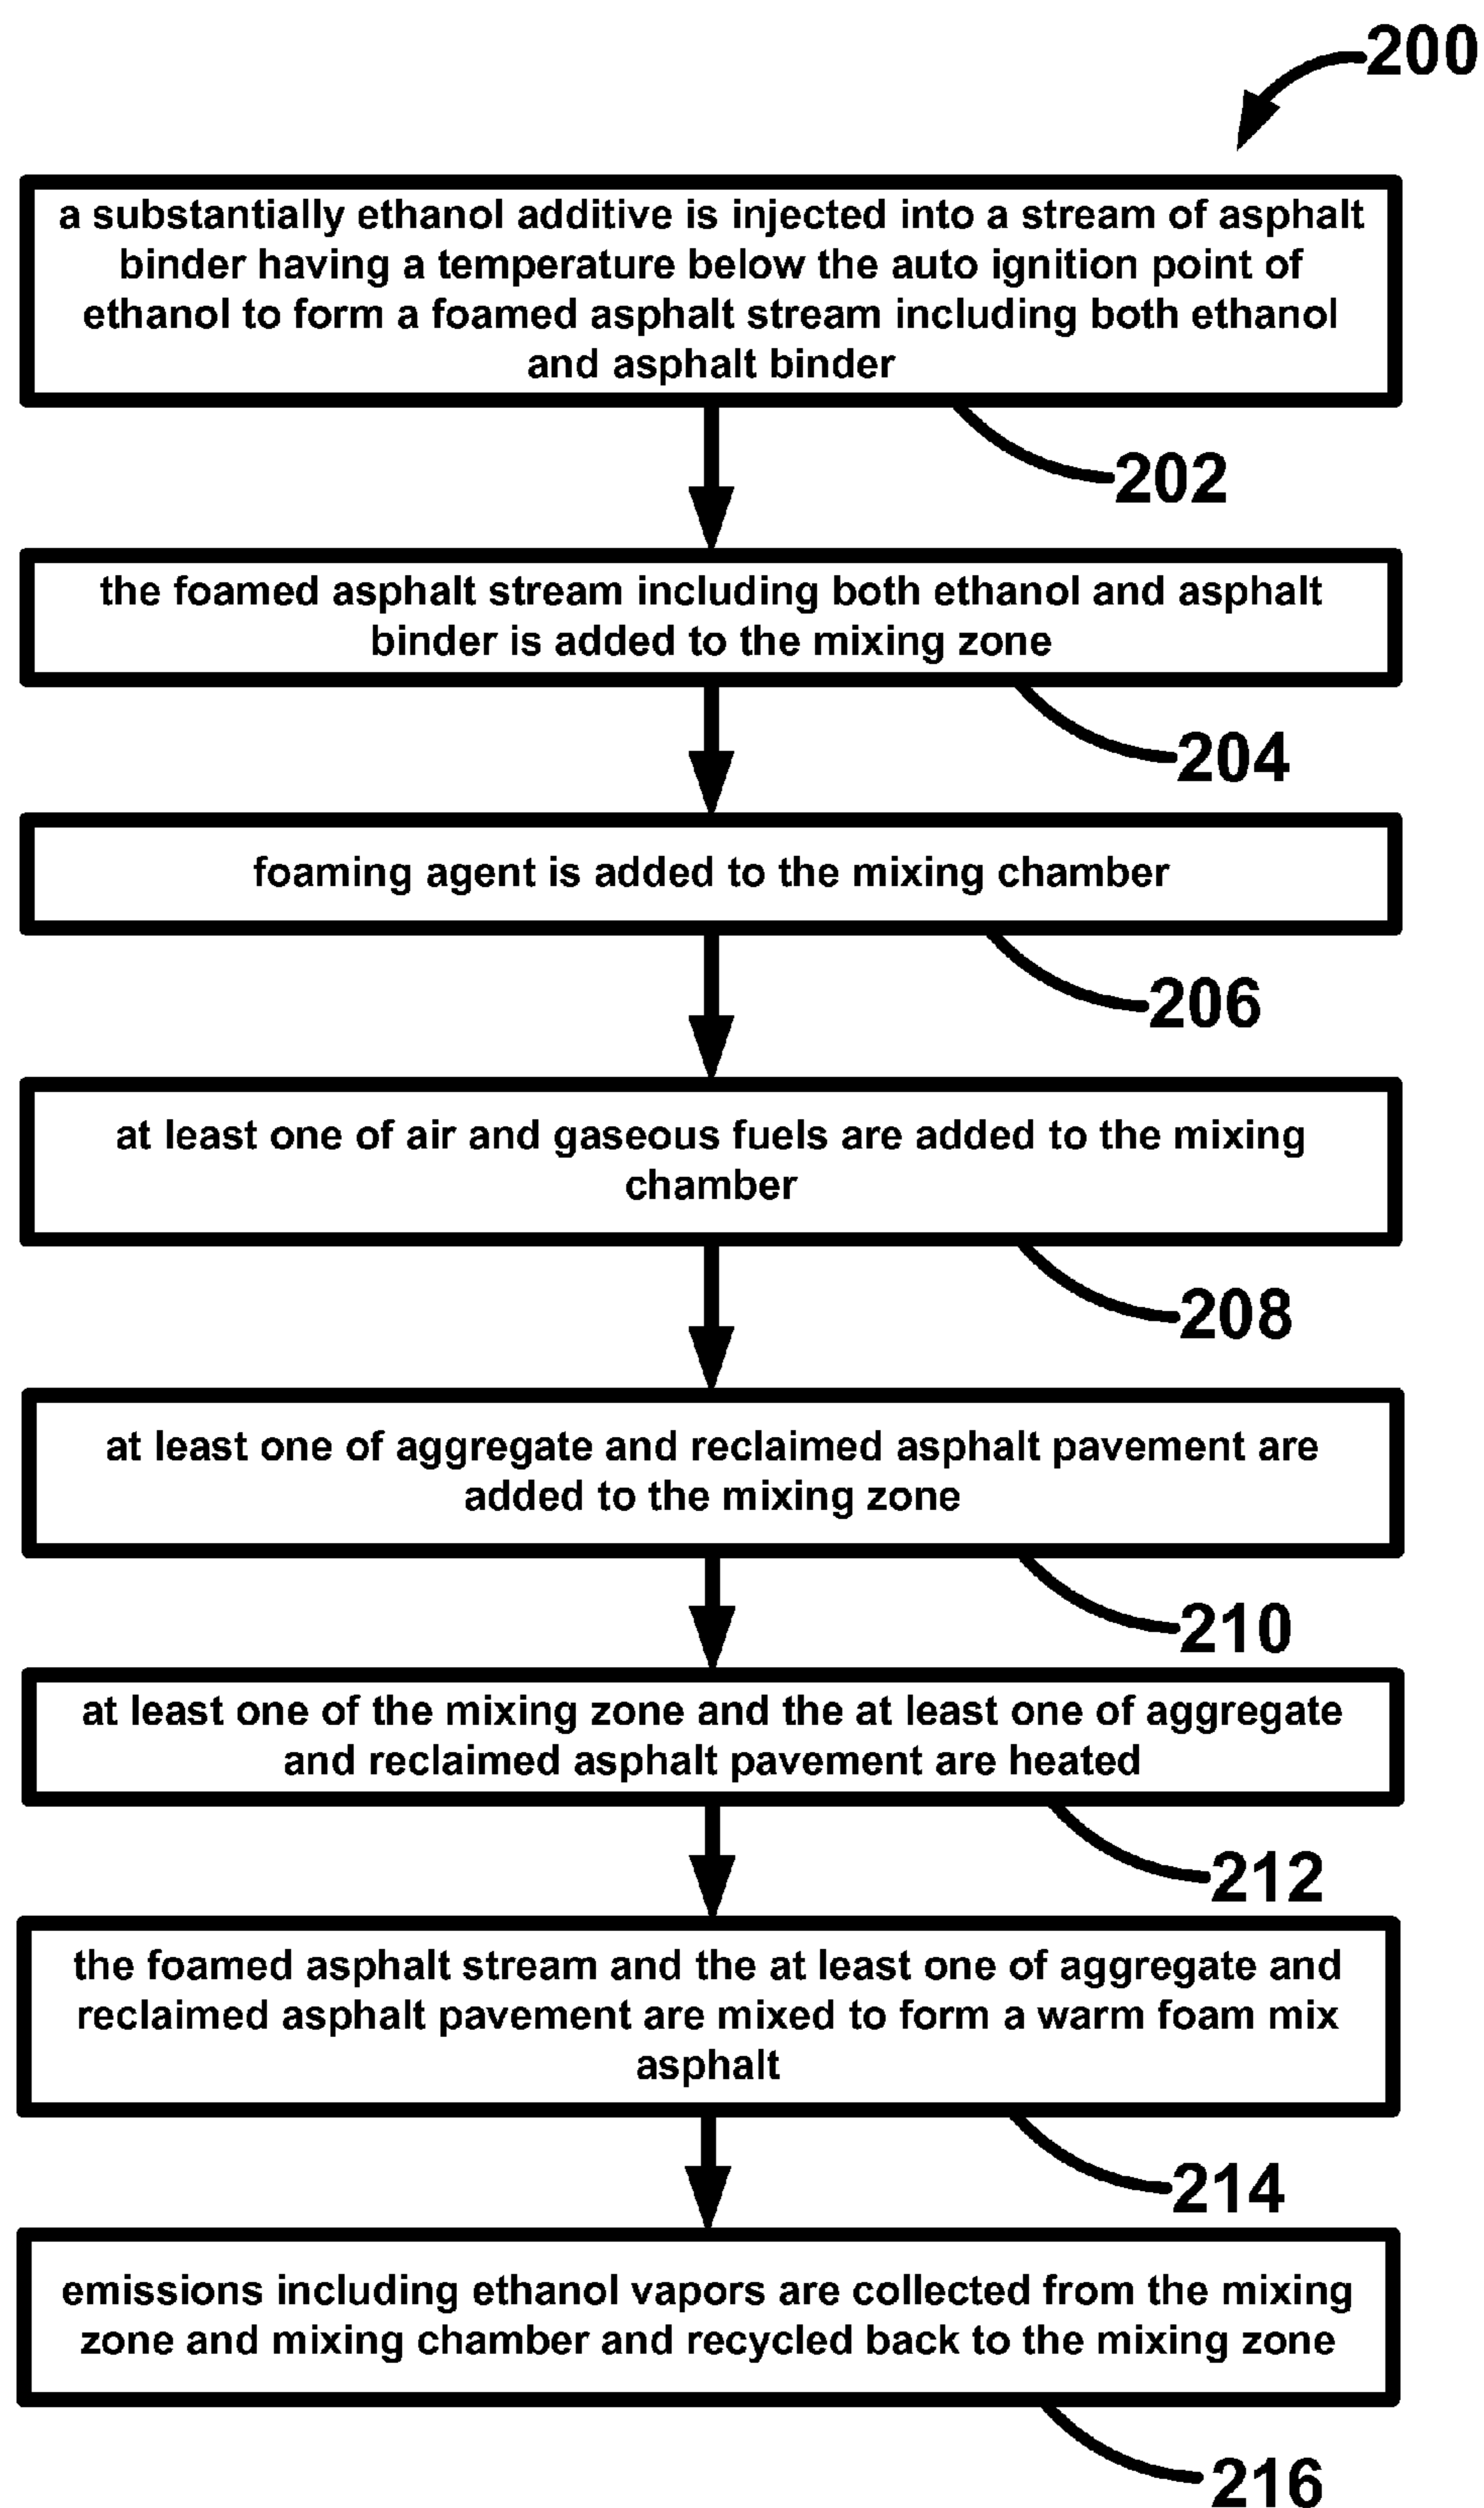 200
a substantially ethanol additive is injected into a stream of asphalt
binder having a temperature below the auto ignition point of
ethanol to form a foamed asphalt stream including both ethanol
and asphalt binder
202
the foamed asphalt stream including both ethanol and asphalt
binder is added to the mixing zone
204
foaming agent is added to the mixing chamber
206
at least one of air and gaseous fuels are added to the mixing
chamber
208
at least one of aggregate and reclaimed asphalt pavement are
added to the mixing zone
210
at least one of the mixing zone and the at least one of aggregate
and reclaimed asphalt pavement are heated
212
the foamed asphalt stream and the at least one of aggregate and
reclaimed asphalt pavement are mixed to form a warm foam mix
asphalt
214
emissions including ethanol vapors are collected from the mixing
zone and mixing chamber and recycled back to the mixing zone
216